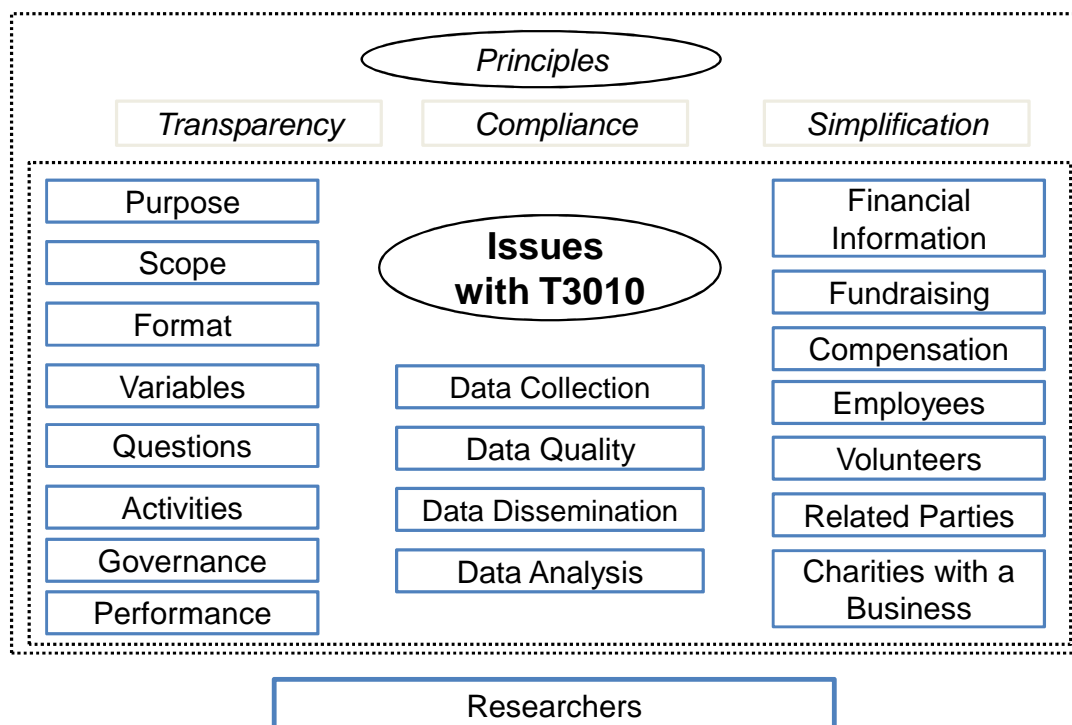 Principles
Transparency
Compliance
Simplification
Purpose
Scope
Format
Variables
Questions
Activities
Governance
Performance
Issues
with T3010
Data Collection
Data Quality
Data Dissemination
Data Analysis
Financial
Information
Fundraising
Compensation
Employees
Volunteers
Related Parties
Charities with a
Business
Researchers